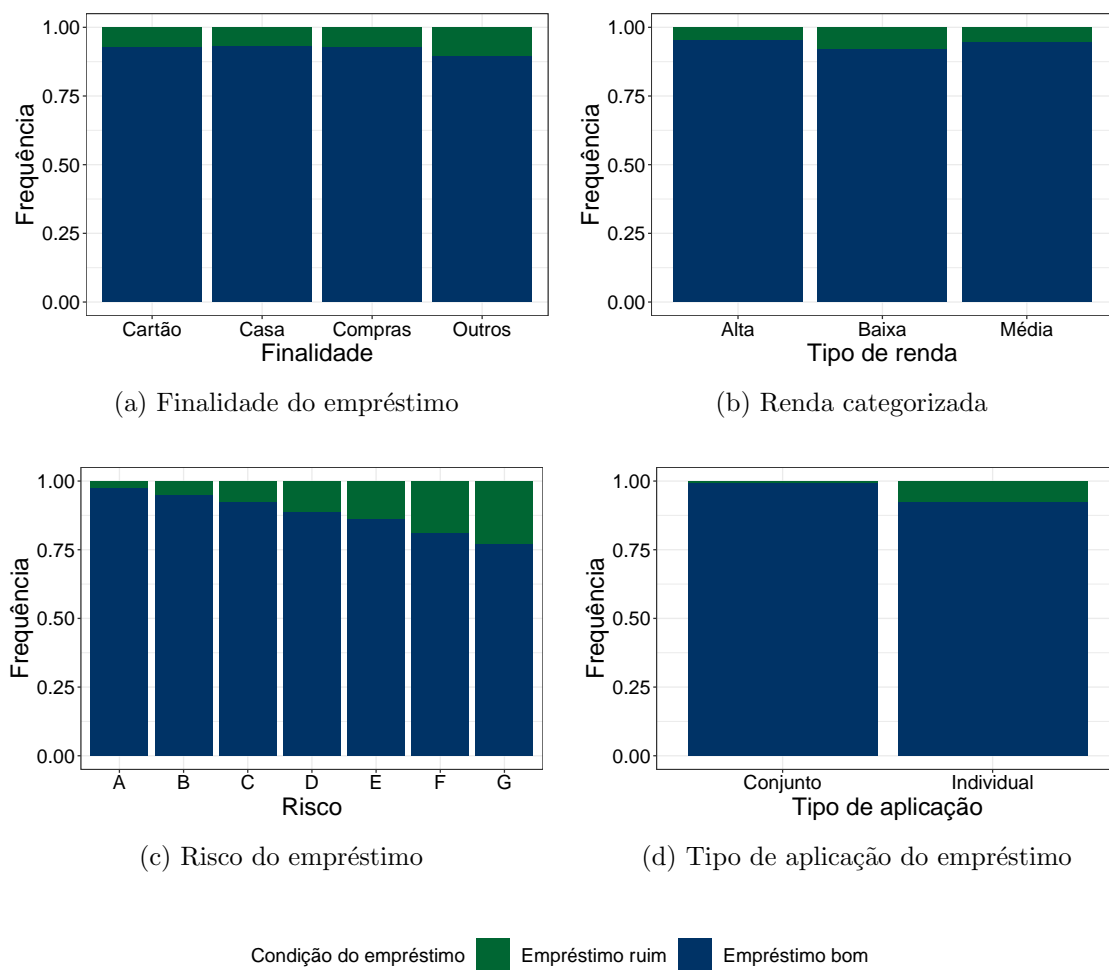 1.00
0.75
0.50
0.25
0.00
Frequência
Cartão Casa Compras Outros
Finalidade
(a) Finalidade do empréstimo
1.00
0.75
0.50
0.25
0.00
Frequência
Alta Baixa Média
Tipo de renda
(b) Renda categorizada
1.00
0.75
0.50
0.25
0.00
Frequência
A B C D E F G
Risco
(c) Risco do empréstimo
1.00
0.75
0.50
0.25
0.00
Frequência
Conjunto Individual
Tipo de aplicação
(d) Tipo de aplicação do empréstimo
Condição do empréstimo Empréstimo ruim Empréstimo bom